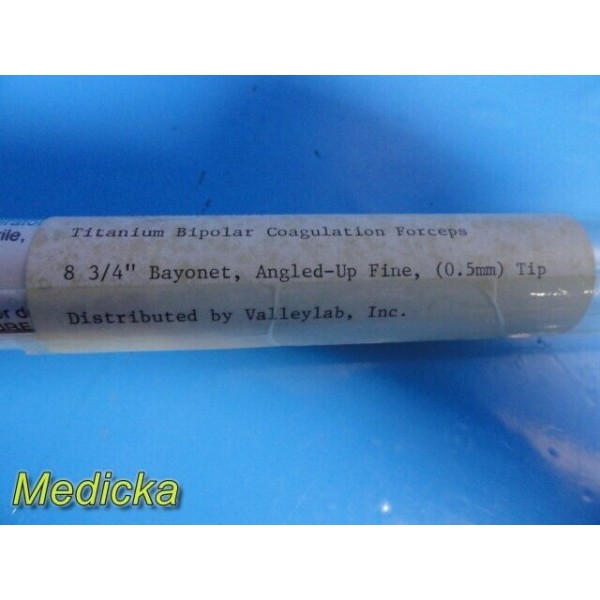 rile,
Titanium Bipolar Coagulation Forceps
8 3/4" Bayonet, Angled-Up Fine, (0.5mm) Tip
Distributed by Valleylab, Inc.
Medicka